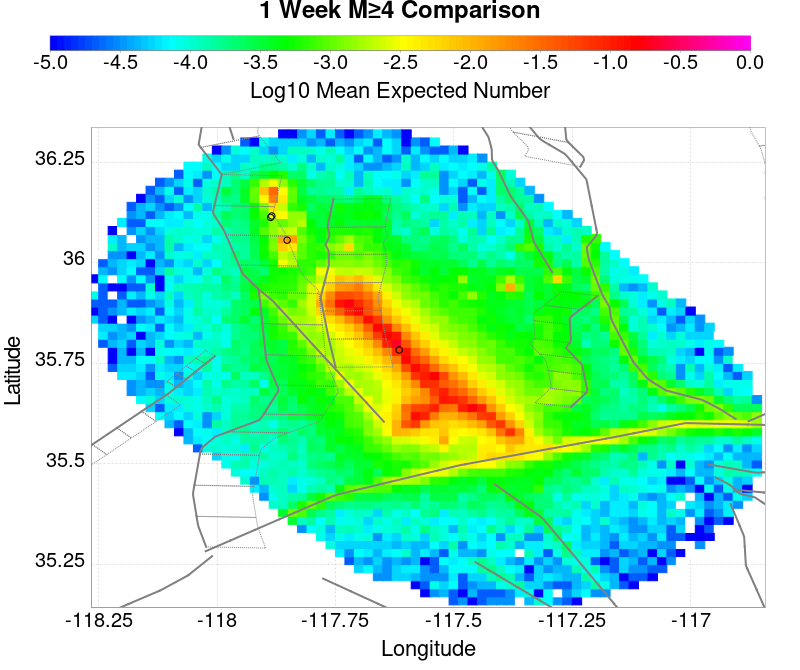 1 Week M≥4 Comparison
-5.0 -4.5 -4.0 -3.5 -3.0 -2.5 -2.0 -1.5 -1.0 -0.5 0.0
Log10 Mean Expected Number
36.25
36
35.75
35.5
35.25
Latitude
-118.25 -118 -117.75 -117.5 -117.25 -117
Longitude